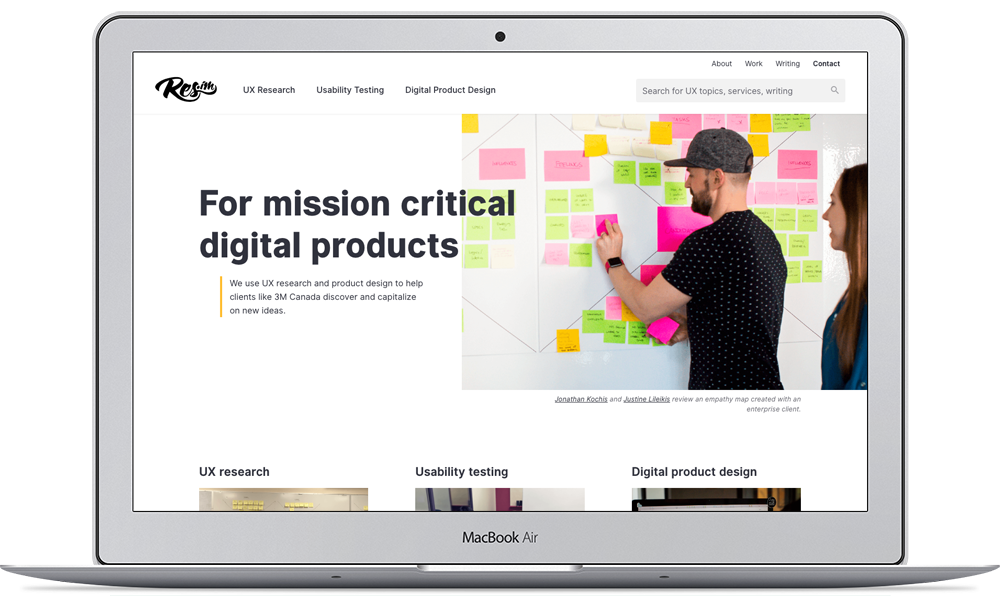 About Work Writing Contact
Res.im UX Research Usability Testing Digital Product Design Search for UX topics, services, writing
For mission critical
digital products
We use UX research and product design to help
clients like 3M Canada discover and capitalize
on new ideas.
Jonathan Kochis and Justine Lileikis review an empathy map created with an
enterprise client.
UX research Usability testing Digital product design
MacBook Air